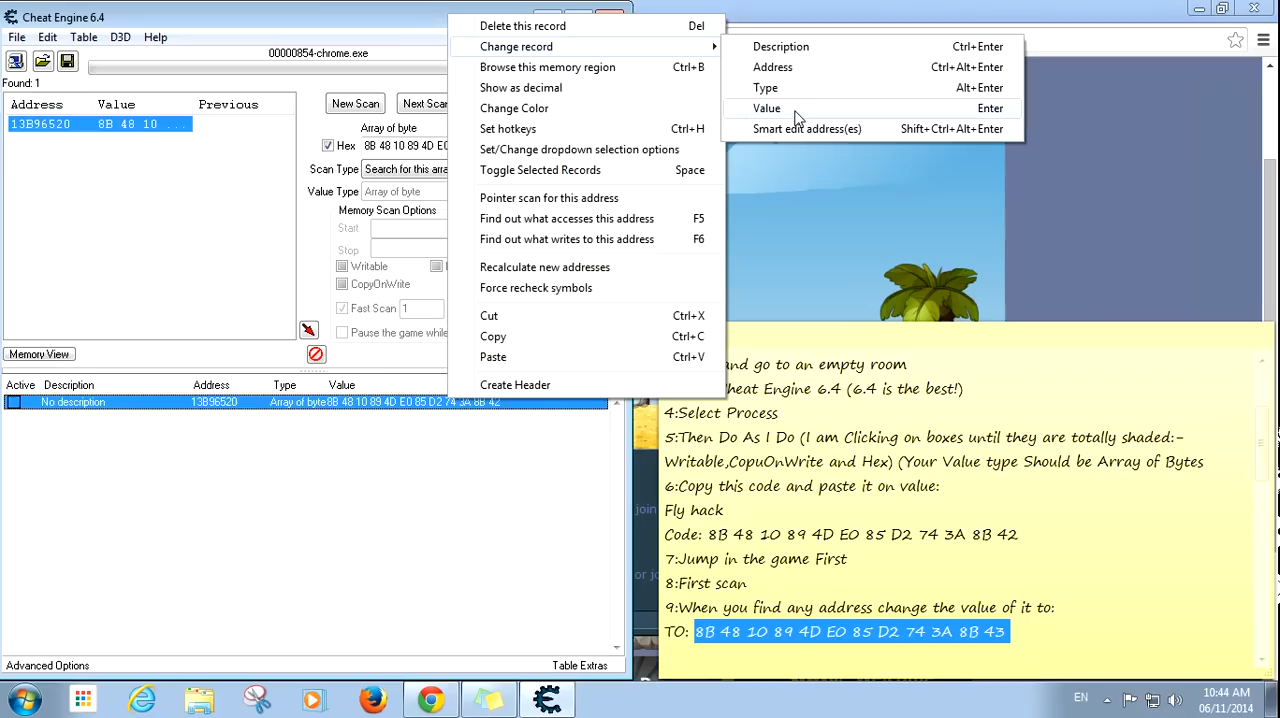 Cheat Engine 6.4
File Edit Table D3D Help
00000854-chrome.exe
Found: 1
Address Value Previous
13B96520 8B 48 10 ...
New Scan Next Scan
Array of byte
Hex 8B 48 10 89 4D E0
Scan Type Search for this arra
Value Type Array of byte
Memory Scan Options
Start
Stop
Writable
CopyOnWrite
Fast Scan 1
Pause the game while
Memory View
Active Description Address Type Value
No description 13B96520 Array of byte 8B 48 10 89 4D E0 85 D2 74 3A 8B 42
Advanced Options Table Extras
Delete this record Del
Change record
Browse this memory region Ctrl+B
Show as decimal
Change Color
Set hotkeys Ctrl+H
Set/Change dropdown selection options
Toggle Selected Records Space
Pointer scan for this address
Find out what accesses this address F5
Find out what writes to this address F6
Recalculate new addresses
Force recheck symbols
Cut Ctrl+X
Copy Ctrl+C
Paste Ctrl+V
Create Header
Description Ctrl+Enter
Address Ctrl+Alt+Enter
Type Alt+Enter
Value Enter
Smart edit address(es) Shift+Ctrl+Alt+Enter
and go to an empty room
Cheat Engine 6.4 (6.4 is the best!)
4:Select Process
5:Then Do As I Do (I am Clicking on boxes until they are totally shaded:-
Writable,CopuOnWrite and Hex) (Your Value type Should be Array of Bytes
6:Copy this code and paste it on value:
Fly hack
Code: 8B 48 10 89 4D E0 85 D2 74 3A 8B 42
7:Jump in the game First
8:First scan
9:When you find any address change the value of it to:
TO: 8B 48 10 89 4D E0 85 D2 74 3A 8B 43
join
or jo
EN
10:44 AM
06/11/2014